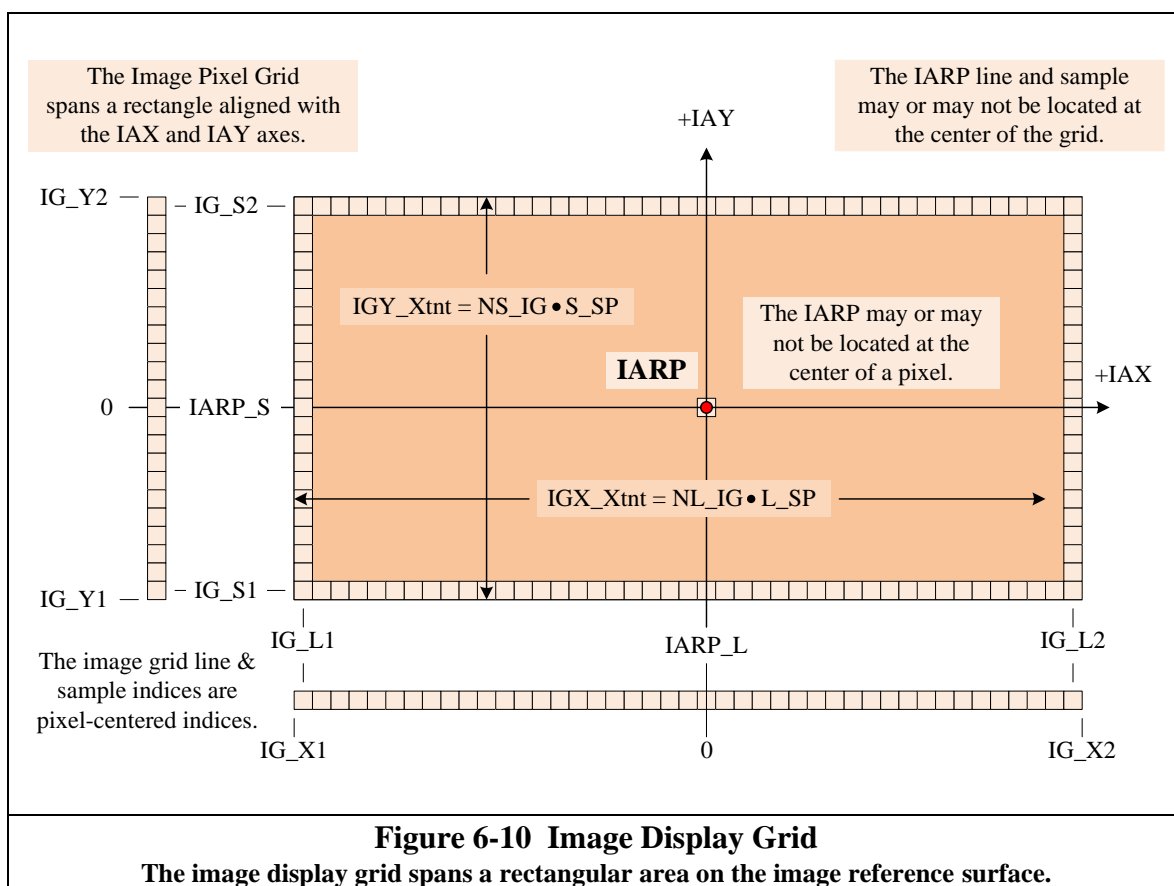 The Image Pixel Grid
spans a rectangle aligned with
the IAX and IAY axes.
The IARP line and sample
may or may not be located at
the center of the grid.
+IAY
IG_Y2
IG_S2
IGY_Xtnt = NS_IG • S_SP
The IARP may or may
not be located at the
center of a pixel.
IARP
+IAX
0
IARP_S
IGX_Xtnt = NL_IG • L_SP
IG_S1
IG_Y1
IG_L1
IARP_L
IG_L2
The image grid line &
sample indices are
pixel-centered indices.
IG_X1
0
IG_X2
Figure 6-10 Image Display Grid
The image display grid spans a rectangular area on the image reference surface.